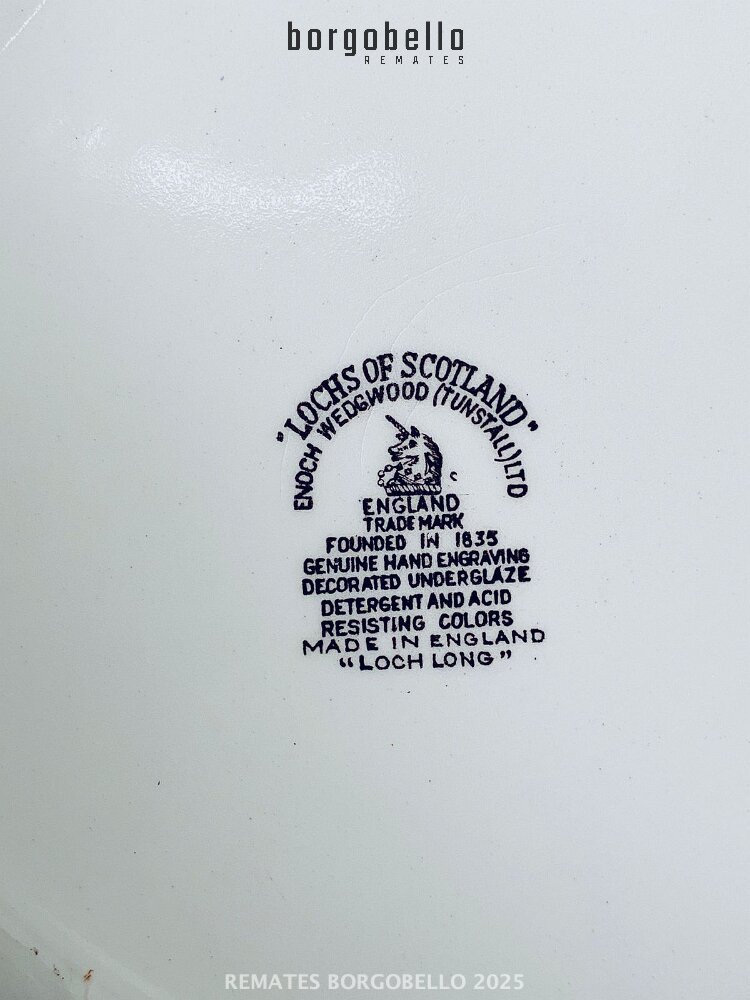 borgobello
REMATES
"LOCHS OF SCOTLAND"
ENOCH WEDGWOOD (TUNSTALL) LTD
C
ENGLAND
TRADE MARK
FOUNDED IN 1835
GENUINE HAND ENGRAVING
DECORATED UNDERGLAZE
DETERGENT AND ACID
RESISTING COLORS
MADE IN ENGLAND
"LOCH LONG"
REMATES BORGOBELLO 2025